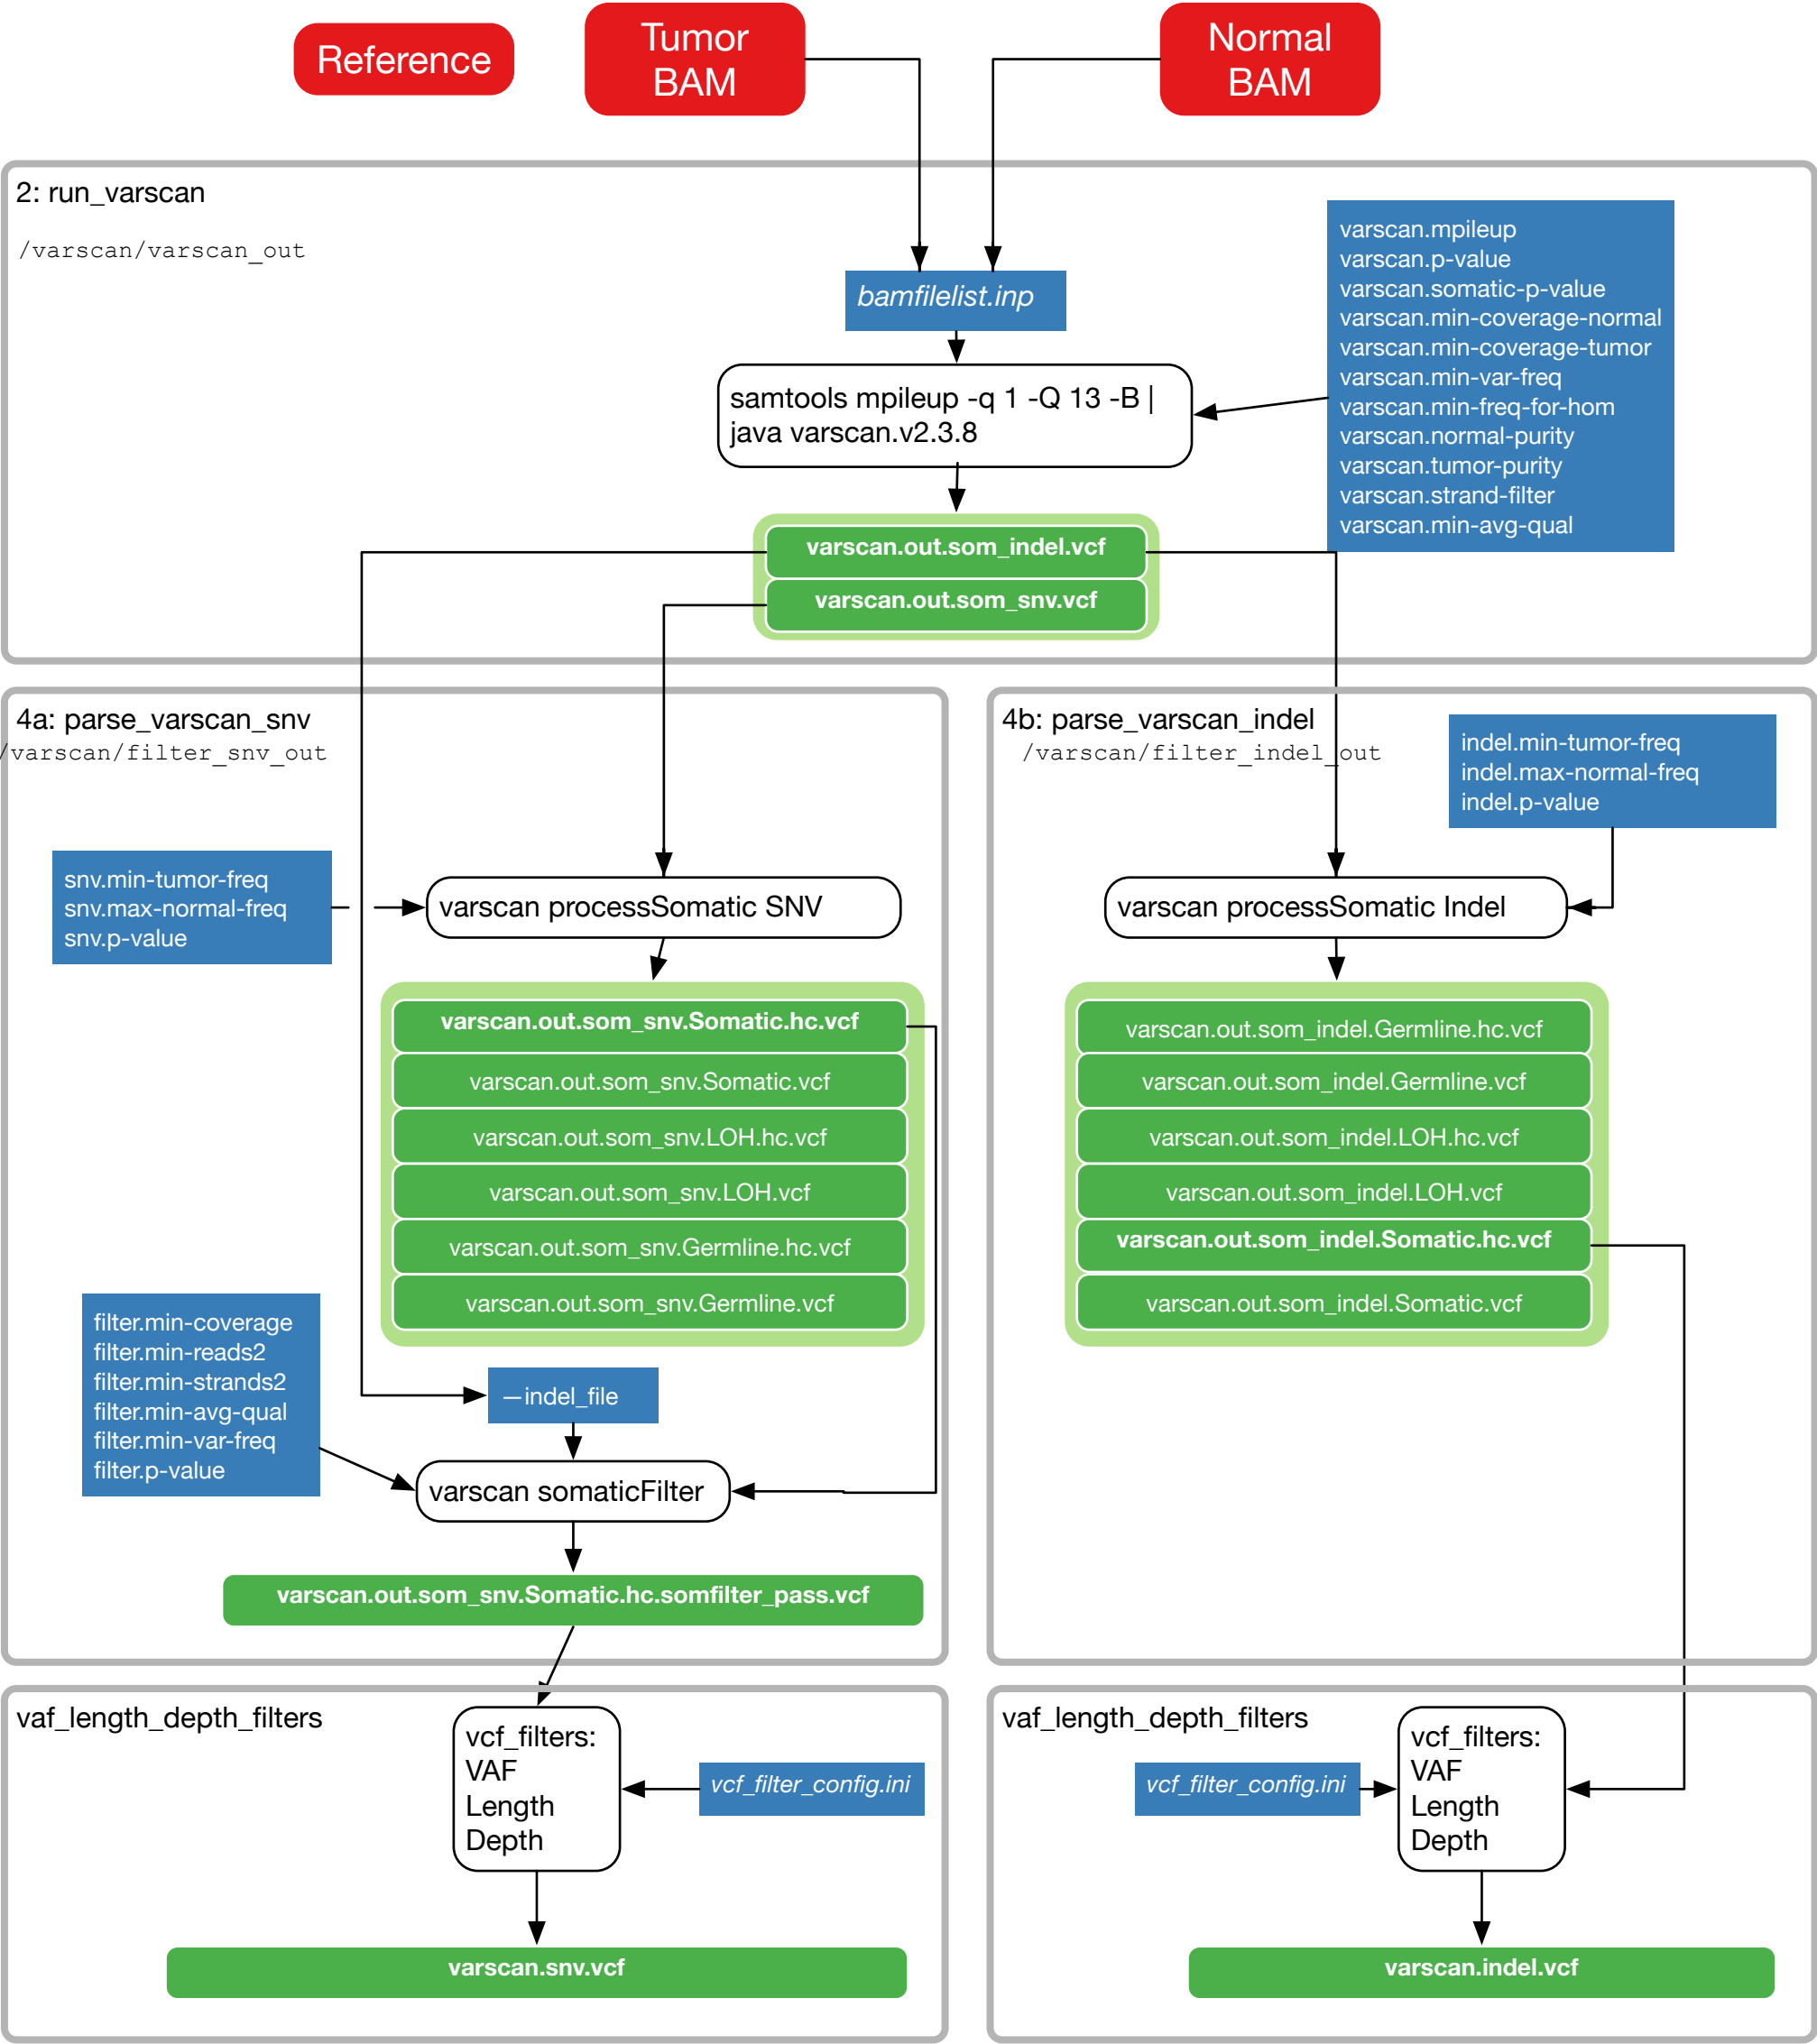 Reference
Tumor
BAM
Normal
BAM
2: run_varscan
/varscan/varscan_out
bamfilelist.inp
varscan.mpileup
varscan.p-value
varscan.somatic-p-value
varscan.min-coverage-normal
varscan.min-coverage-tumor
varscan.min-var-freq
varscan.min-freq-for-hom
varscan.normal-purity
varscan.tumor-purity
varscan.strand-filter
varscan.min-avg-qual
samtools mpileup -q 1 -Q 13 -B |
java varscan.v2.3.8
varscan.out.som_indel.vcf
varscan.out.som_snv.vcf
4a: parse_varscan_snv
/varscan/filter_snv_out
snv.min-tumor-freq
snv.max-normal-freq
snv.p-value
varscan processSomatic SNV
varscan.out.som_snv.Somatic.hc.vcf
varscan.out.som_snv.Somatic.vcf
varscan.out.som_snv.LOH.hc.vcf
varscan.out.som_snv.LOH.vcf
varscan.out.som_snv.Germline.hc.vcf
varscan.out.som_snv.Germline.vcf
filter.min-coverage
filter.min-reads2
filter.min-strands2
filter.min-avg-qual
filter.min-var-freq
filter.p-value
—indel_file
varscan somaticFilter
varscan.out.som_snv.Somatic.hc.somfilter_pass.vcf
4b: parse_varscan_indel
/varscan/filter_indel_out
indel.min-tumor-freq
indel.max-normal-freq
indel.p-value
varscan processSomatic Indel
varscan.out.som_indel.Germline.hc.vcf
varscan.out.som_indel.Germline.vcf
varscan.out.som_indel.LOH.hc.vcf
varscan.out.som_indel.LOH.vcf
varscan.out.som_indel.Somatic.hc.vcf
varscan.out.som_indel.Somatic.vcf
vaf_length_depth_filters
vcf_filters:
VAF
Length
Depth
vcf_filter_config.ini
varscan.snv.vcf
vaf_length_depth_filters
vcf_filter_config.ini
vcf_filters:
VAF
Length
Depth
varscan.indel.vcf